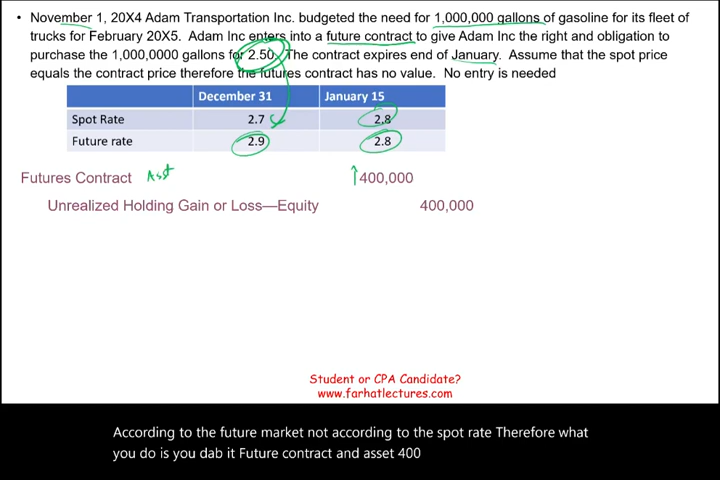 • November 1, 20X4 Adam Transportation Inc. budgeted the need for 1,000,000 gallons of gasoline for its fleet of
trucks for February 20X5. Adam Inc enters into a future contract to give Adam Inc the right and obligation to
purchase the 1,000,0000 gallons for 2.50. The contract expires end of January. Assume that the spot price
equals the contract price therefore the futures contract has no value. No entry is needed
December 31 January 15
Spot Rate 2.7 2.8
Future rate 2.9 2.8
Futures Contract Asst ↑400,000
Unrealized Holding Gain or Loss—Equity 400,000
Student or CPA Candidate?
www.farhatlectures.com
According to the future market not according to the spot rate Therefore what
you do is you dab it Future contract and asset 400